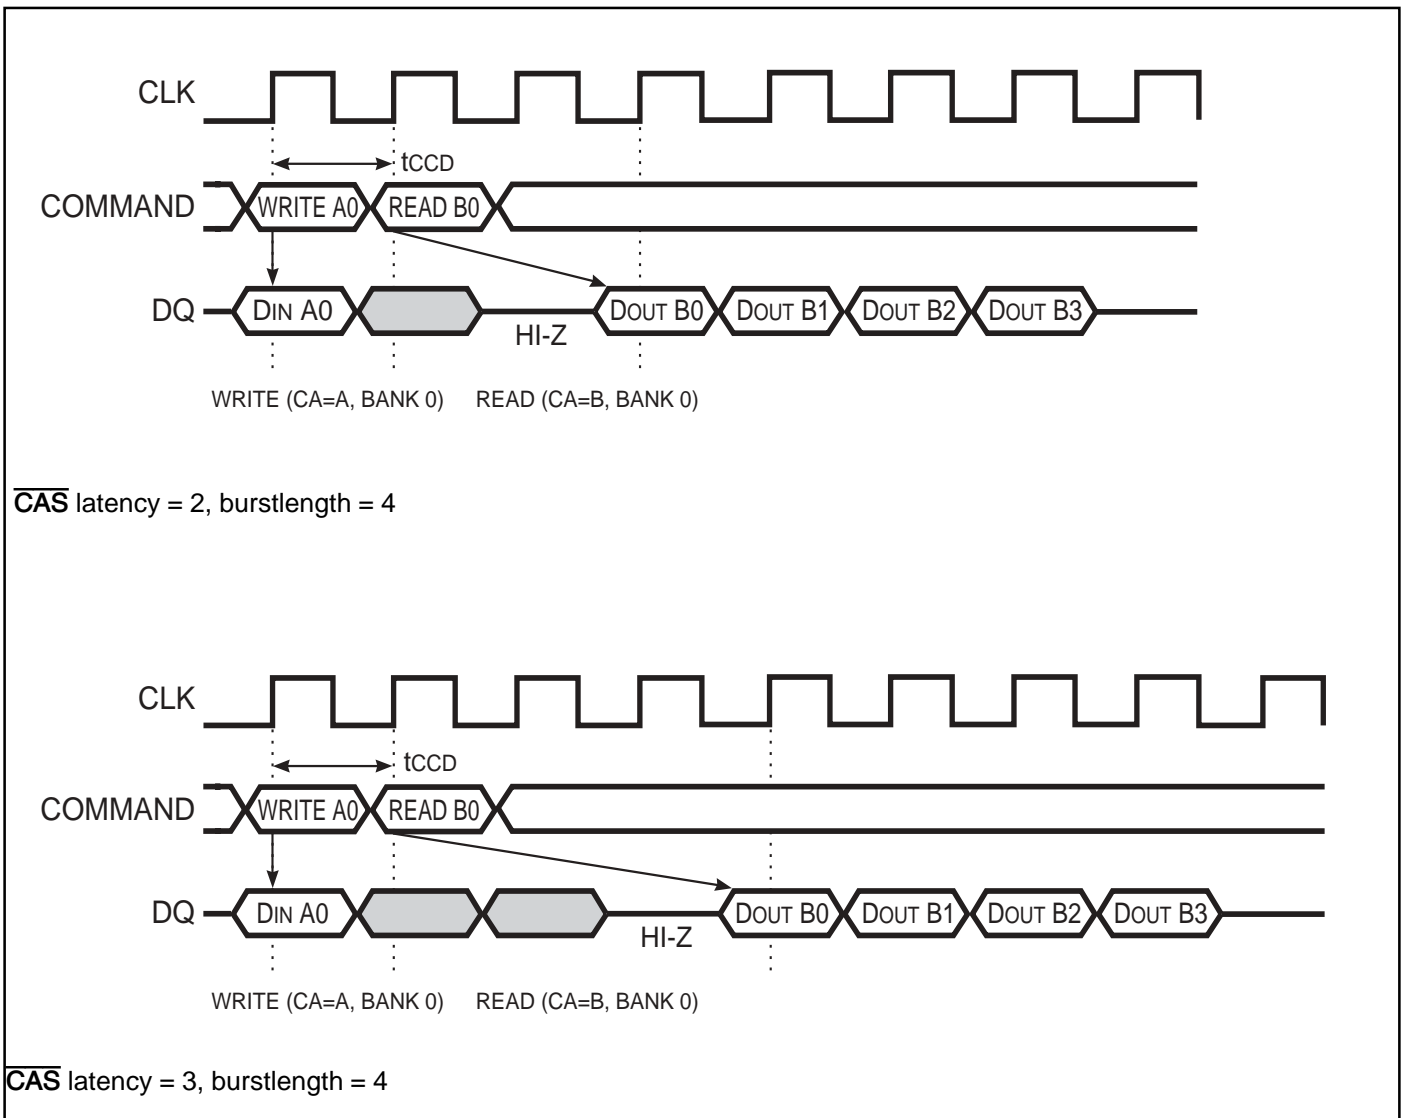 CLK
tCCD
COMMAND WRITE A0 READ B0
DQ DIN A0 DOUT B0 DOUT B1 DOUT B2 DOUT B3
HI-Z
WRITE (CA=A, BANK 0) READ (CA=B, BANK 0)
CAS latency = 2, burstlength = 4
CLK
tCCD
COMMAND WRITE A0 READ B0
DQ DIN A0 DOUT B0 DOUT B1 DOUT B2 DOUT B3
HI-Z
WRITE (CA=A, BANK 0) READ (CA=B, BANK 0)
CAS latency = 3, burstlength = 4